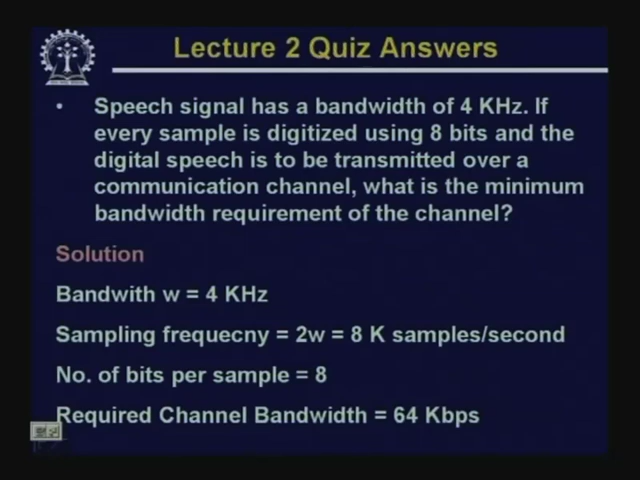 Lecture 2 Quiz Answers
• Speech signal has a bandwidth of 4 KHz. If
every sample is digitized using 8 bits and the
digital speech is to be transmitted over a
communication channel, what is the minimum
bandwidth requirement of the channel?
Solution
Bandwith w = 4 KHz
Sampling frequecny = 2w = 8 K samples/second
No. of bits per sample = 8
Required Channel Bandwidth = 64 Kbps